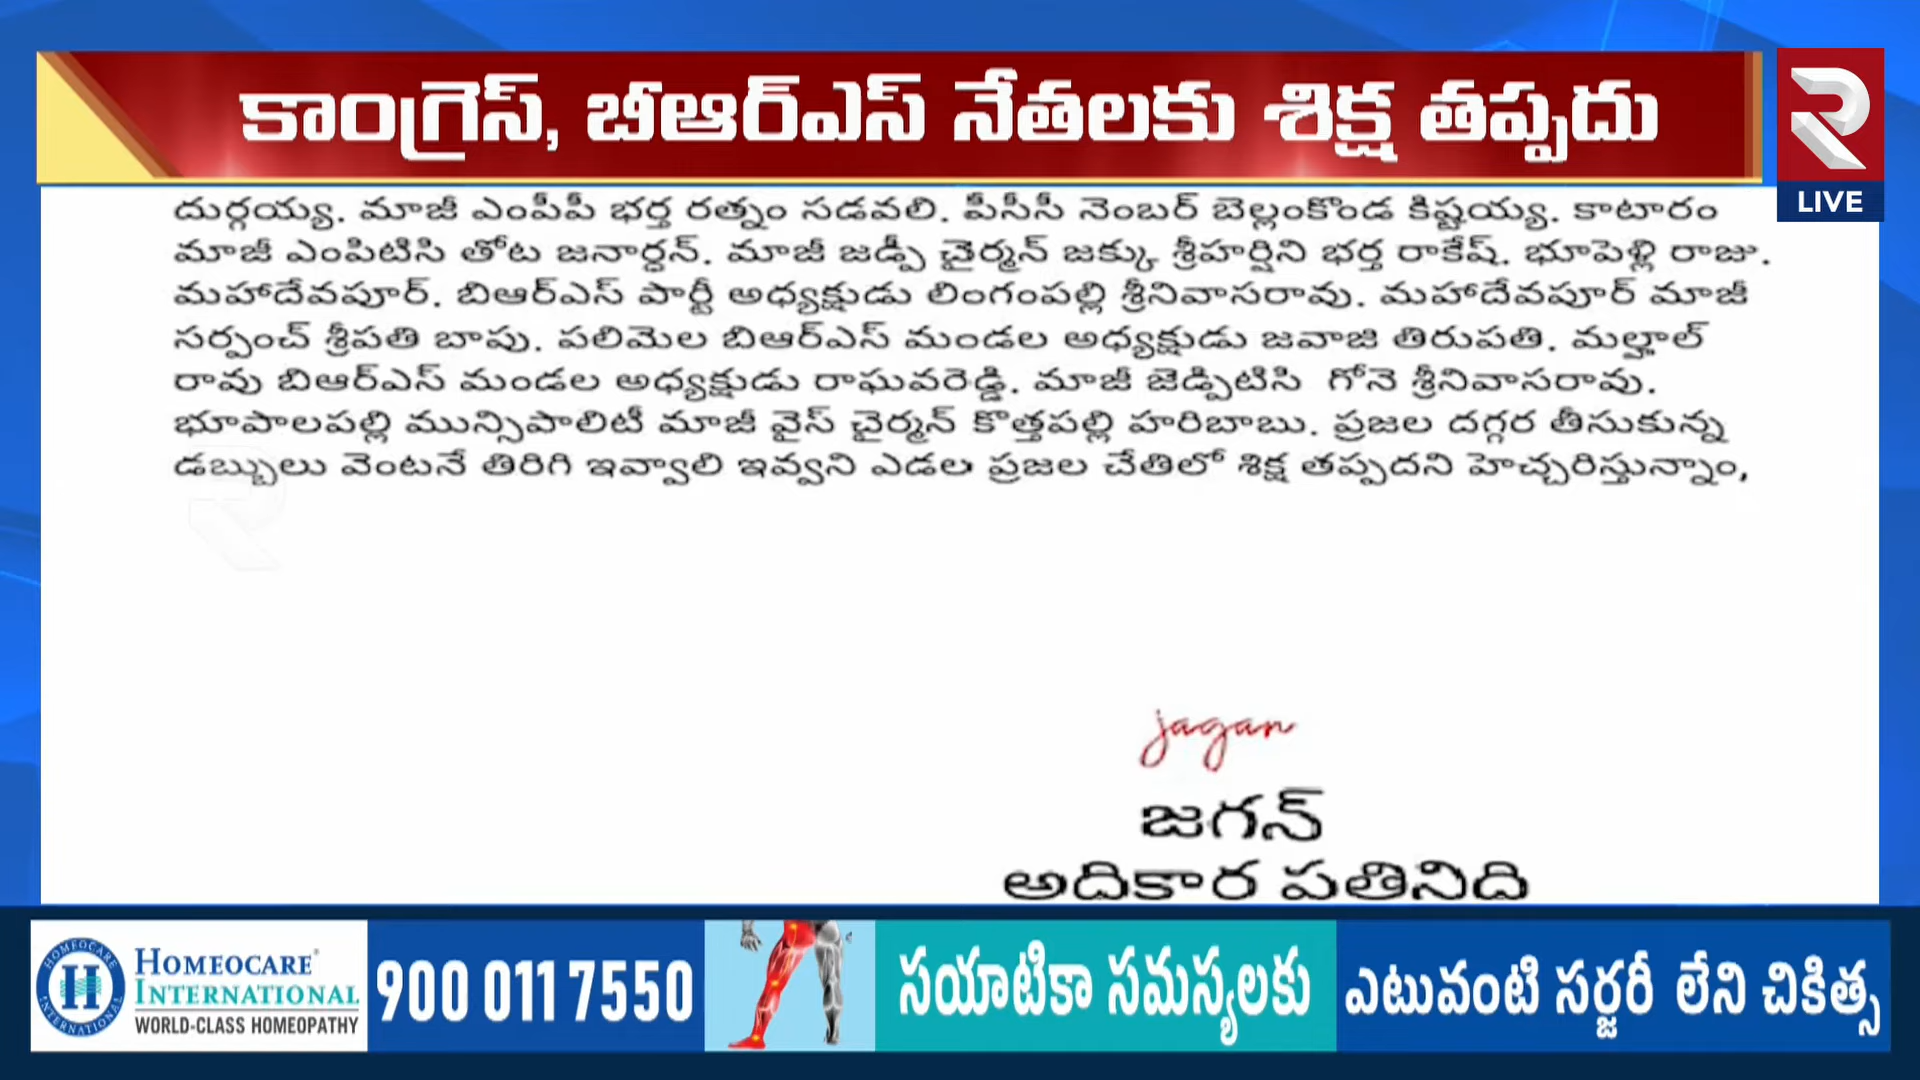 కాంగ్రెస్, బీఆర్ఎస్ నేతలకు శిక్ష తప్పదు
R
LIVE
దుర్గయ్య. మాజీ ఎంపీపీ భర్త రత్నం సడవలి. పీసీసీ నెంబర్ బెల్లంకొండ కిష్టయ్య. కాటారం
మాజీ ఎంపిటిసి తోట జనార్ధన్. మాజీ జడ్పీ చైర్మన్ జక్కు శ్రీహర్షిని భర్త రాకేష్. భూపెళ్లి రాజు.
మహాదేవపూర్. బిఆర్ఎస్ పార్టీ అధ్యక్షుడు లింగంపల్లి శ్రీనివాసరావు. మహాదేవపూర్ మాజీ
సర్పంచ్ శ్రీపతి బాపు. పలిమెల బిఆర్ఎస్ మండల అధ్యక్షుడు జవాజి తిరుపతి. మల్హాల్
రావు బిఆర్ఎస్ మండల అధ్యక్షుడు రాఘవరెడ్డి. మాజీ జెడ్పిటిసి గోనె శ్రీనివాసరావు.
భూపాలపల్లి మున్సిపాలిటీ మాజీ వైస్ చైర్మన్ కొత్తపల్లి హరిబాబు. ప్రజల దగ్గర తీసుకున్న
డబ్బులు వెంటనే తిరిగి ఇవ్వాలి ఇవ్వని ఎడల ప్రజల చేతిలో శిక్ష తప్పదని హెచ్చరిస్తున్నాం,
jagan
జగన్
అదికార పతినిది
HOMEOCARE INTERNATIONAL
H
HOMEOCARE®
INTERNATIONAL
WORLD-CLASS HOMEOPATHY
900 011 7550
సయాటికా సమస్యలకు
ఎటువంటి సర్జరీ లేని చికిత్స